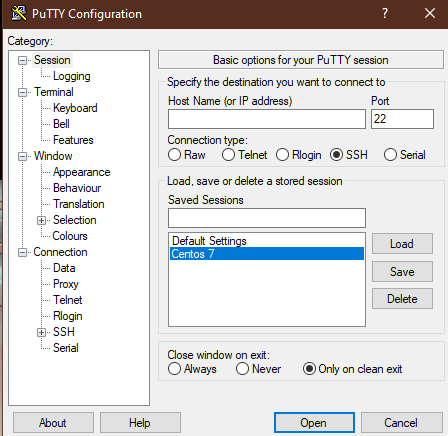 PuTTY Configuration
Category:
Session
Logging
Terminal
Keyboard
Bell
Features
Window
Appearance
Behaviour
Translation
Selection
Colours
Connection
Data
Proxy
Telnet
Rlogin
SSH
Serial
Basic options for your PuTTY session
Specify the destination you want to connect to
Host Name (or IP address) Port
22
Connection type:
Raw Telnet Rlogin SSH Serial
Load, save or delete a stored session
Saved Sessions
Default Settings
Centos 7
Load
Save
Delete
Close window on exit:
Always Never Only on clean exit
About Help Open Cancel